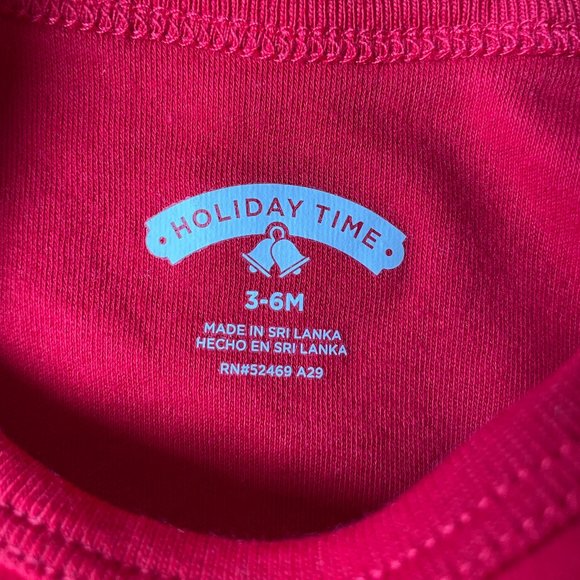 HOLIDAY TIME
3-6M
MADE IN SRI LANKA
HECHO EN SRI LANKA
RN#52469 A29